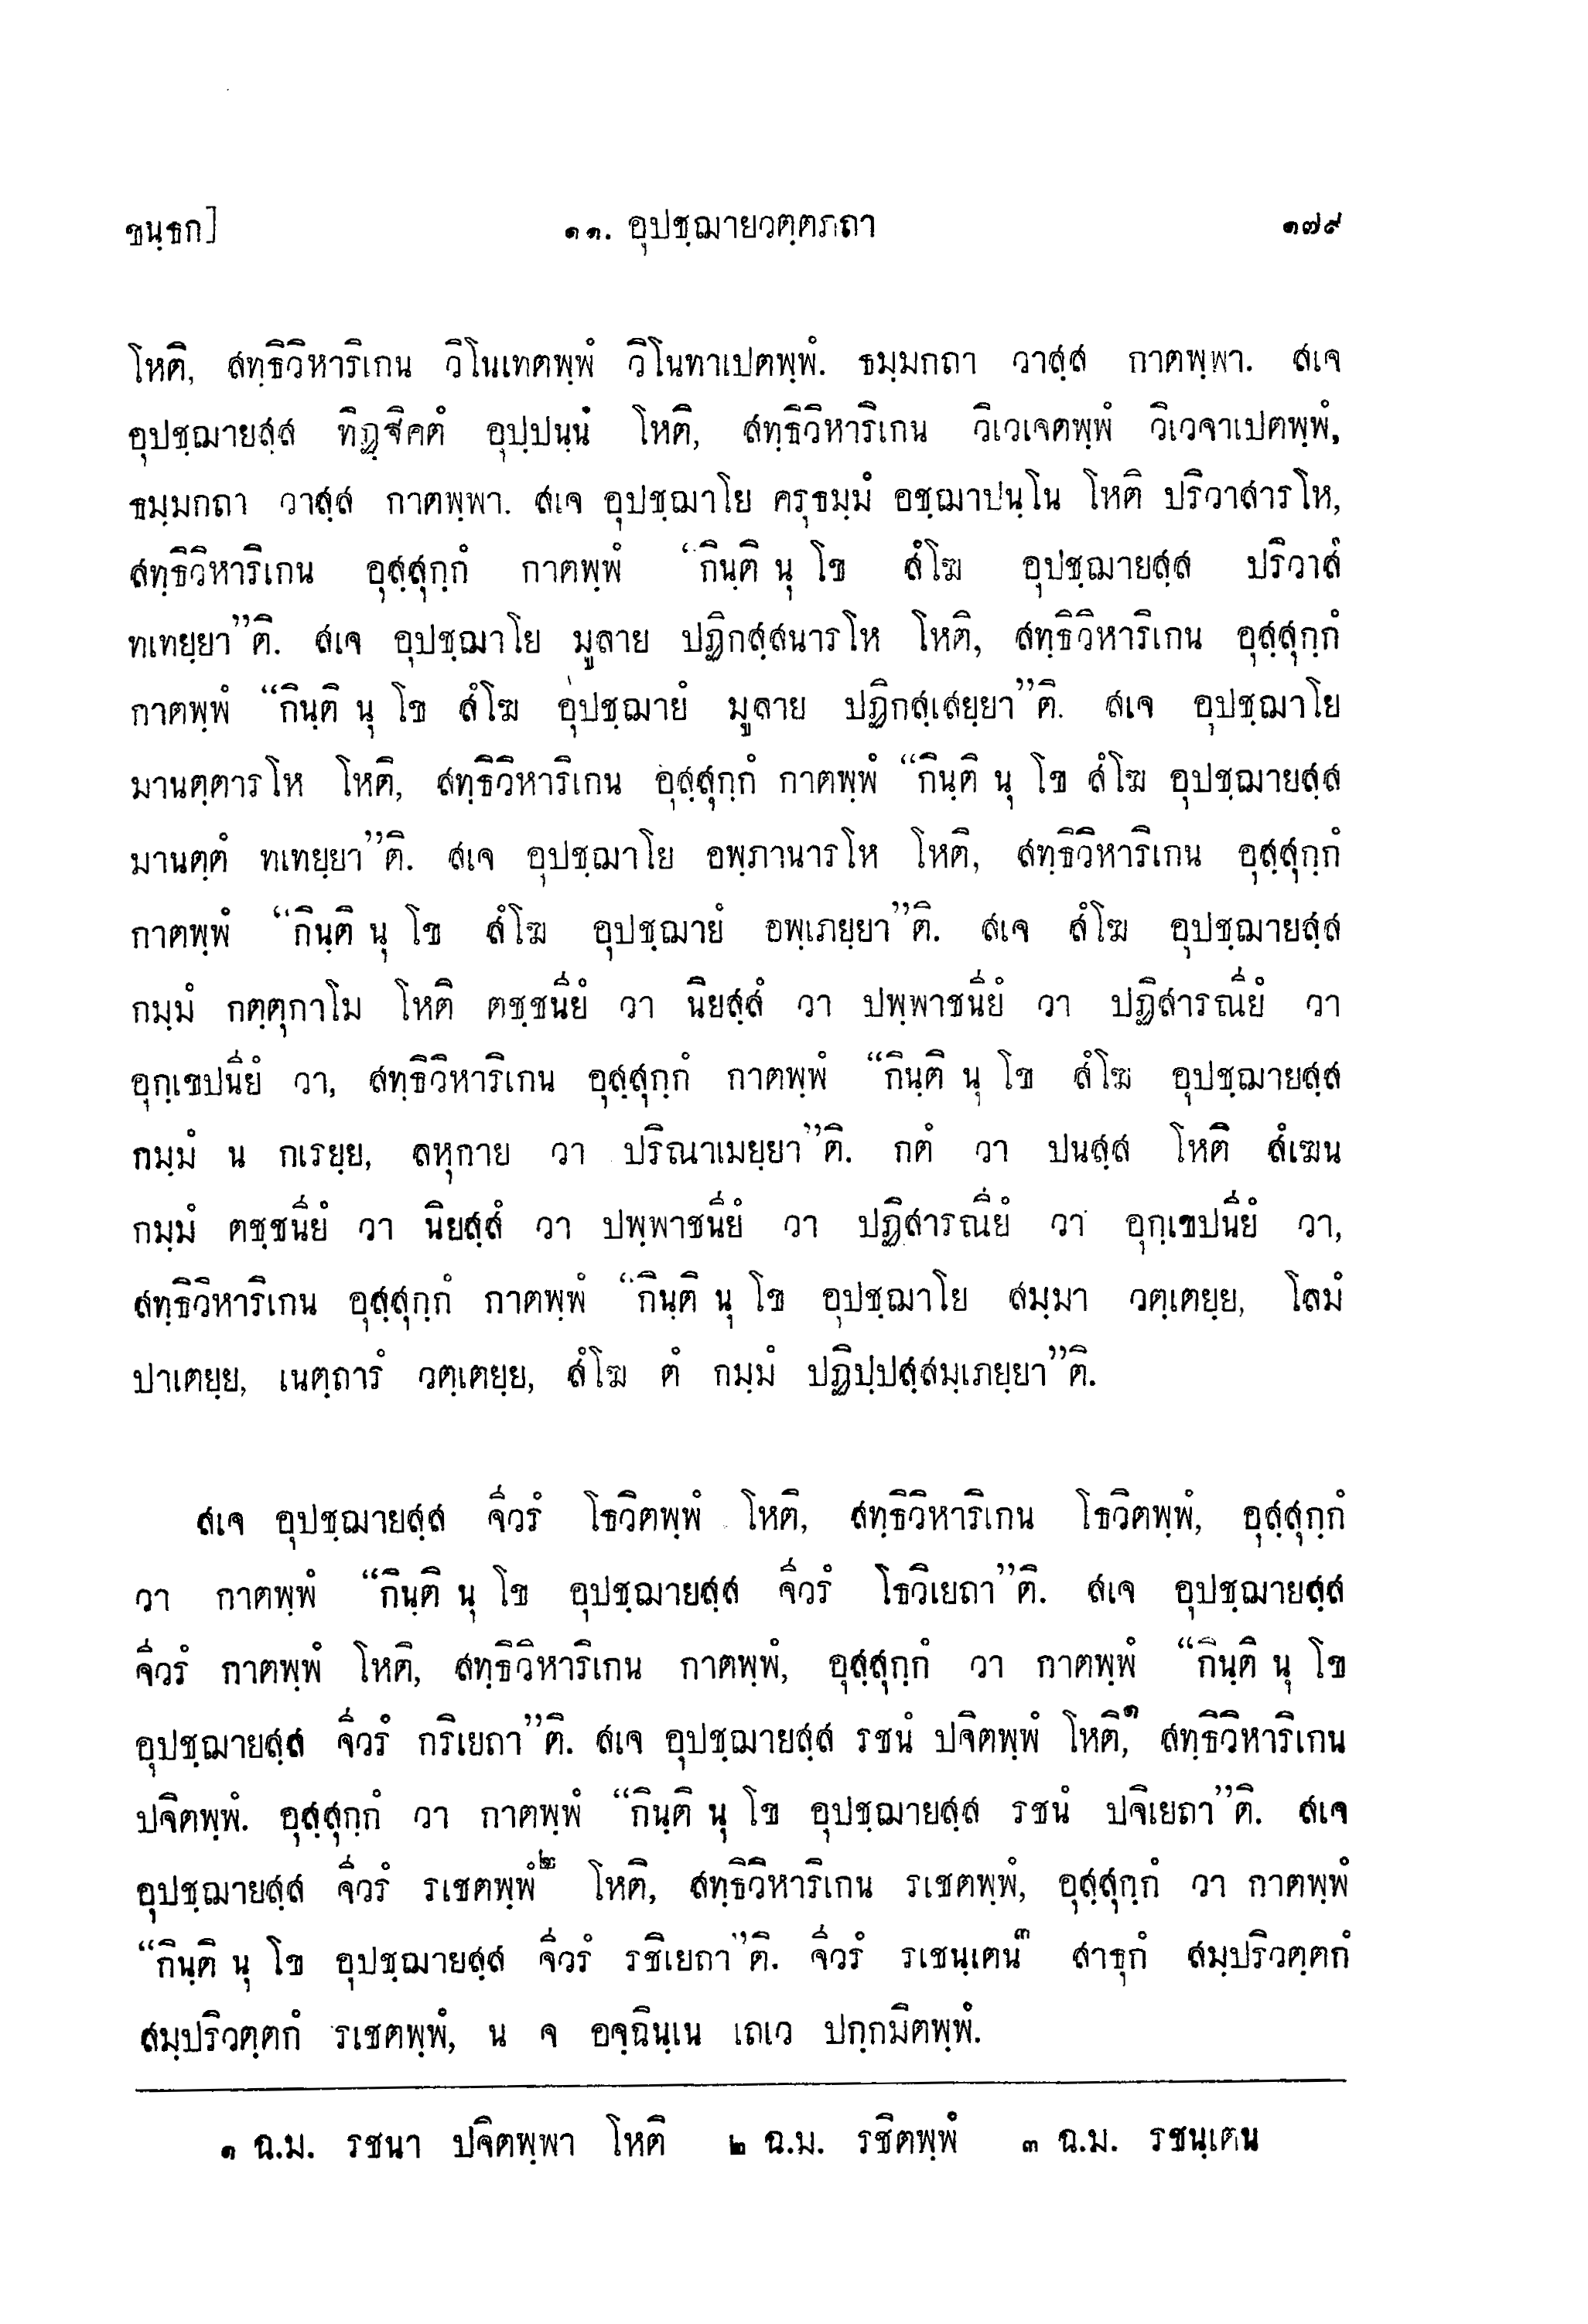 ขนฺธก]
๑๑. อุปชฺฌายวตฺตกถา
๑๗๙
โหติ, สทฺธิวิหาริเกน วิโนเทตพฺพํ วิโนทาเปตพฺพํ. ธมฺมกถา วาสฺส กาตพฺพา. สเจ
อุปชฺฌายสฺส ทิฏฺฐิคตํ อุปฺปนฺนํ โหติ, สทฺธิวิหาริเกน วิเวเจตพฺพํ วิเวจาเปตพฺพํ,
ธมฺมกถา วาสฺส กาตพฺพา. สเจ อุปชฺฌาโย ครุธมฺมํ อชฺฌาปนฺโน โหติ ปริวาสารโห,
สทฺธิวิหาริเกน อุสฺสุกฺกํ กาตพฺพํ “กินฺติ นุ โข สํโฆ อุปชฺฌายสฺส ปริวาสํ
ทเทยฺยา”ติ. สเจ อุปชฺฌาโย มูลาย ปฏิกสฺสนารโห โหติ, สทฺธิวิหาริเกน อุสฺสุกฺกํ
กาตพฺพํ “กินฺติ นุ โข สํโฆ อุปชฺฌายํ มูลาย ปฏิกสฺเสยฺยา”ติ. สเจ อุปชฺฌาโย
มานตฺตารโห โหติ, สทฺธิวิหาริเกน อุสฺสุกฺกํ กาตพฺพํ “กินฺติ นุ โข สํโฆ อุปชฺฌายสฺส
มานตฺตํ ทเทยฺยา”ติ. สเจ อุปชฺฌาโย อพฺภานารโห โหติ, สทฺธิวิหาริเกน อุสฺสุกฺกํ
กาตพฺพํ “กินฺติ นุ โข สํโฆ อุปชฺฌายํ อพฺเภยฺยา”ติ. สเจ สํโฆ อุปชฺฌายสฺส
กมฺมํ กตฺตุกาโม โหติ ตชฺชนียํ วา นิยสฺสํ วา ปพฺพาชนียํ วา ปฏิสารณียํ วา
อุกฺเขปนียํ วา, สทฺธิวิหาริเกน อุสฺสุกฺกํ กาตพฺพํ “กินฺติ นุ โข สํโฆ อุปชฺฌายสฺส
กมฺมํ น กเรยฺย, ลหุกาย วา ปริณาเมยฺยา”ติ. กตํ วา ปนสฺส โหติ สํเฆน
กมฺมํ ตชฺชนียํ วา นิยสฺสํ วา ปพฺพาชนียํ วา ปฏิสารณียํ วา อุกฺเขปนียํ วา,
สทฺธิวิหาริเกน อุสฺสุกฺกํ กาตพฺพํ “กินฺติ นุ โข อุปชฺฌาโย สมฺมา วตฺเตยฺย, โลมํ
ปาเตยฺย, เนตฺถารํ วตฺเตยฺย, สํโฆ ตํ กมฺมํ ปฏิปฺปสฺสมฺเภยฺยา”ติ.
สเจ อุปชฺฌายสฺส จีวรํ โธวิตพฺพํ โหติ, สทฺธิวิหาริเกน โธวิตพฺพํ, อุสฺสุกฺกํ
วา กาตพฺพํ “กินฺติ นุ โข อุปชฺฌายสฺส จีวรํ โธวิเยถา”ติ. สเจ อุปชฺฌายสฺส
จีวรํ กาตพฺพํ โหติ, สทฺธิวิหาริเกน กาตพฺพํ, อุสฺสุกฺกํ วา กาตพฺพํ “กินฺติ นุ โข
อุปชฺฌายสฺส จีวรํ กริเยถา”ติ. สเจ อุปชฺฌายสฺส รชนํ ปจิตพฺพํ โหติ,๑ สทฺธิวิหาริเกน
ปจิตพฺพํ. อุสฺสุกฺกํ วา กาตพฺพํ “กินฺติ นุ โข อุปชฺฌายสฺส รชนํ ปจิเยถา”ติ. สเจ
อุปชฺฌายสฺส จีวรํ รเชตพฺพํ๒ โหติ, สทฺธิวิหาริเกน รเชตพฺพํ, อุสฺสุกฺกํ วา กาตพฺพํ
“กินฺติ นุ โข อุปชฺฌายสฺส จีวรํ รชิเยถา”ติ. จีวรํ รเชนฺเตน๓ สาธุกํ สมฺปริวตฺตกํ
สมฺปริวตฺตกํ รเชตพฺพํ, น จ อจฺฉินฺเน เถเว ปกฺกมิตพฺพํ.
๑ ฉ.ม. รชนา ปจิตพฺพา โหติ ๒ ฉ.ม. รชิตพฺพํ ๓ ฉ.ม. รชนฺเตน